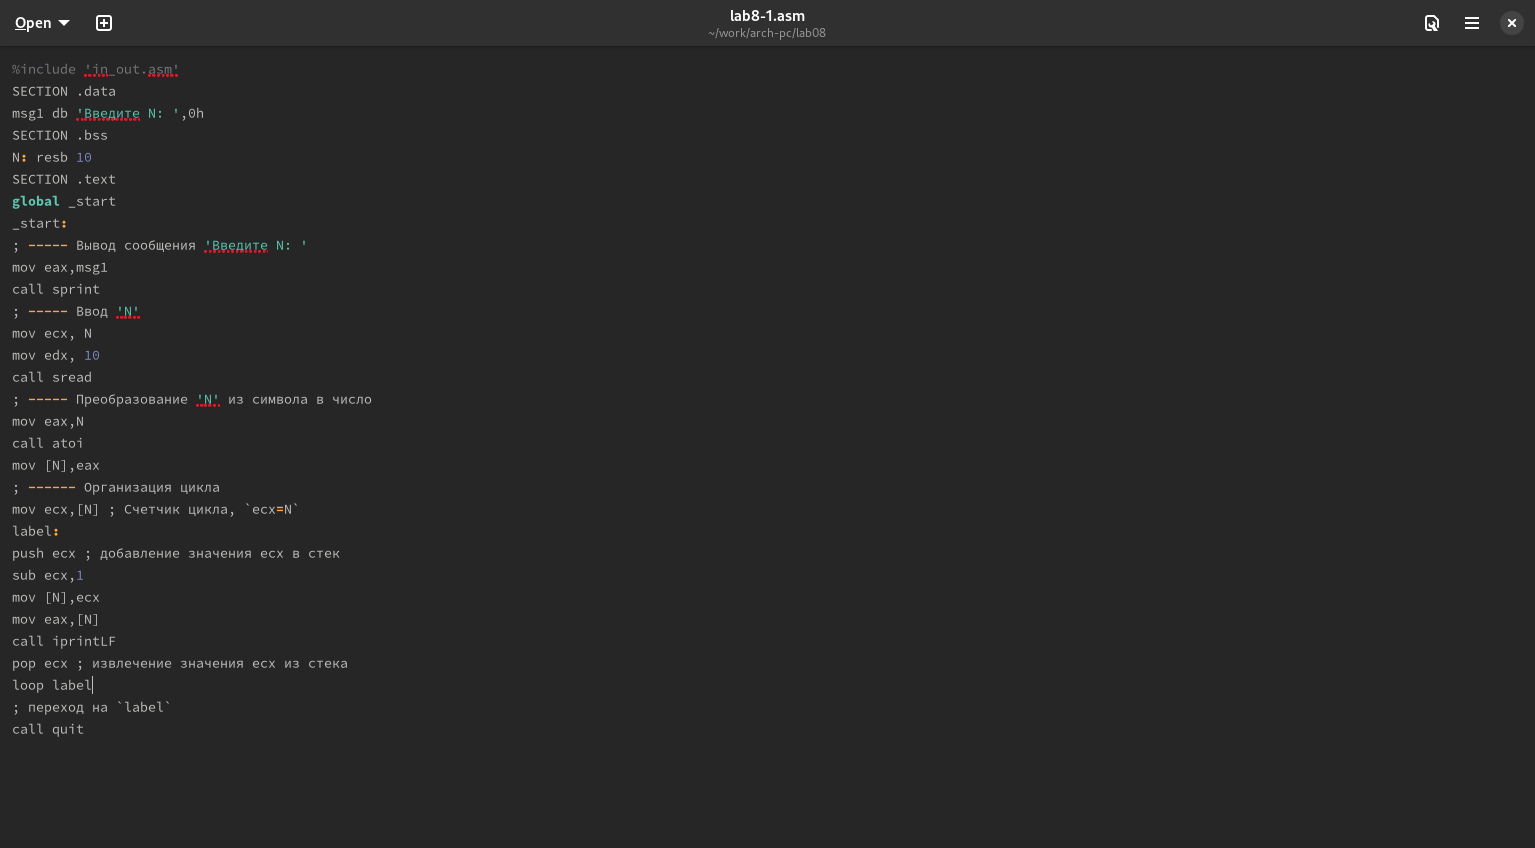 Open
lab8-1.asm
~/work/arch-pc/lab08
%include 'in_out.asm'
SECTION .data
msg1 db 'Введите N: ',0h
SECTION .bss
N: resb 10
SECTION .text
global _start
_start:
; ----- Вывод сообщения 'Введите N: '
mov eax,msg1
call sprint
; ----- Ввод 'N'
mov ecx, N
mov edx, 10
call sread
; ----- Преобразование 'N' из символа в число
mov eax,N
call atoi
mov [N],eax
; ------ Организация цикла
mov ecx,[N] ; Счетчик цикла, `ecx=N`
label:
push ecx ; добавление значения ecx в стек
sub ecx,1
mov [N],ecx
mov eax,[N]
call iprintLF
pop ecx ; извлечение значения ecx из стека
loop label
; переход на `label`
call quit